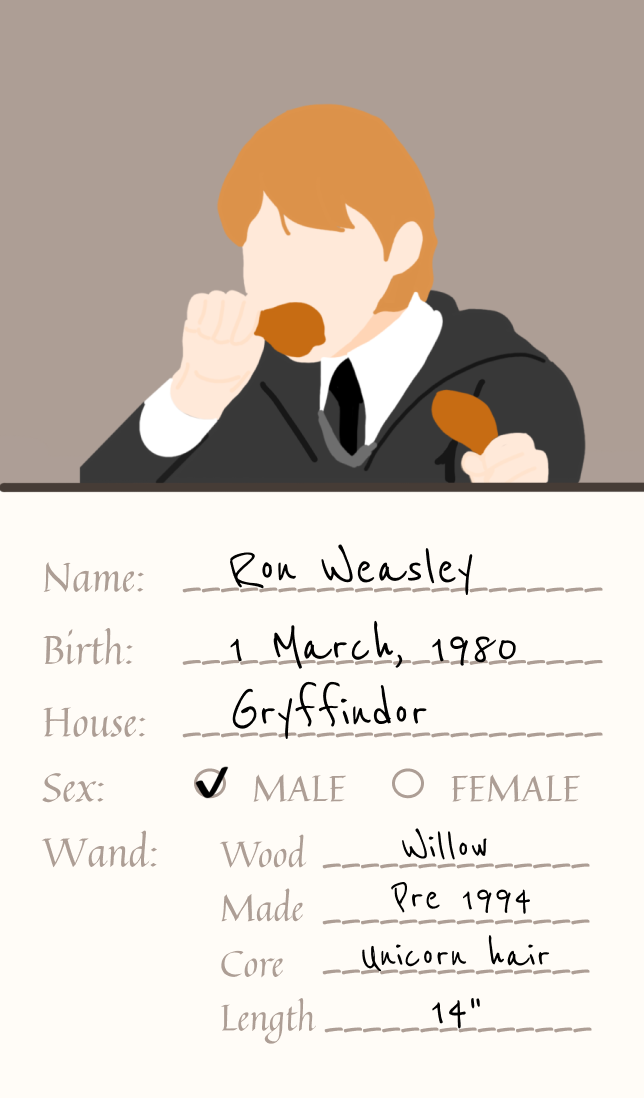 Name: Ron Weasley
Birth: 1 March, 1980
House: Gryffindor
Sex: MALE FEMALE
Wand: Wood Willow
Made Pre 1994
Core Unicorn hair
Length 14"